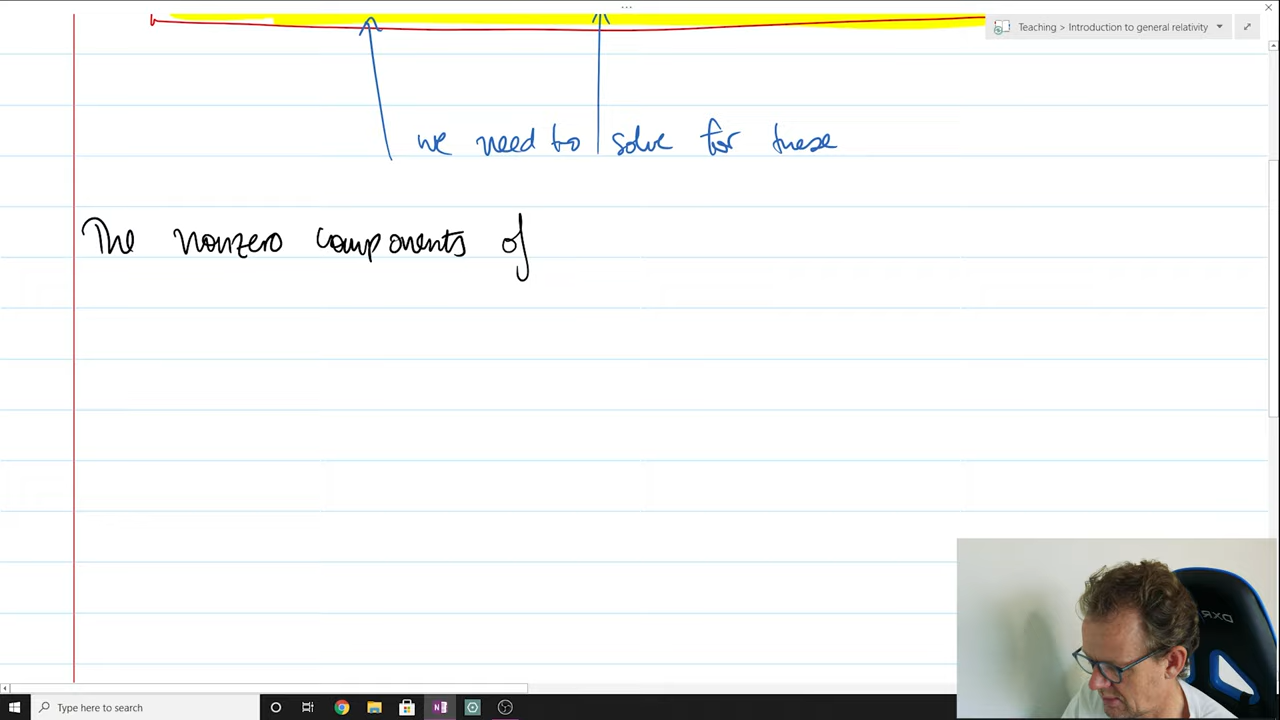 Teaching > Introduction to general relativity
we need to solve for these
The nonzero components of
DXR
Type here to search